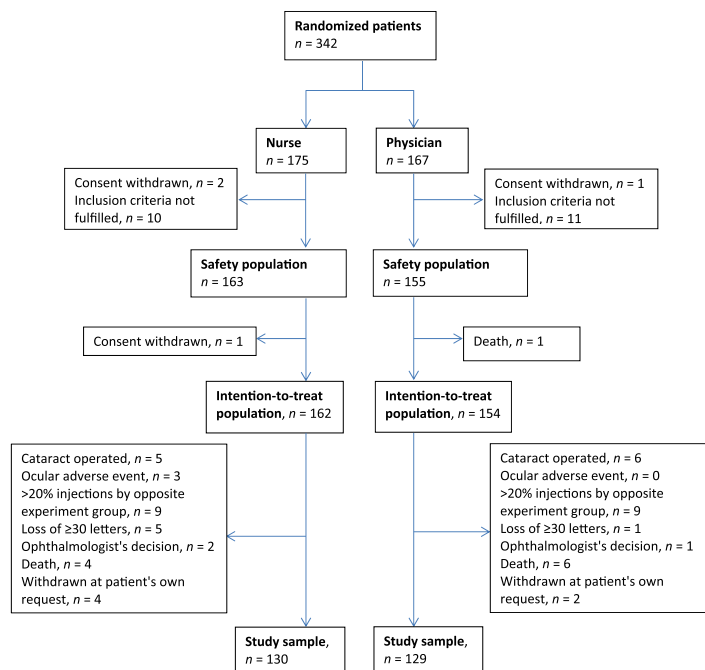 Randomized patients
n = 342
Nurse
n = 175
Physician
n = 167
Consent withdrawn, n = 2
Inclusion criteria not
fulfilled, n = 10
Consent withdrawn, n = 1
Inclusion criteria not
fulfilled, n = 11
Safety population
n = 163
Safety population
n = 155
Consent withdrawn, n = 1
Death, n = 1
Intention-to-treat
population, n = 162
Intention-to-treat
population, n = 154
Cataract operated, n = 5
Ocular adverse event, n = 3
>20% injections by opposite
experiment group, n = 9
Loss of ≥30 letters, n = 5
Ophthalmologist's decision, n = 2
Death, n = 4
Withdrawn at patient's own
request, n = 4
Cataract operated, n = 6
Ocular adverse event, n = 0
>20% injections by opposite
experiment group, n = 9
Loss of ≥30 letters, n = 1
Ophthalmologist's decision, n = 1
Death, n = 6
Withdrawn at patient's own
request, n = 2
Study sample,
n = 130
Study sample,
n = 129